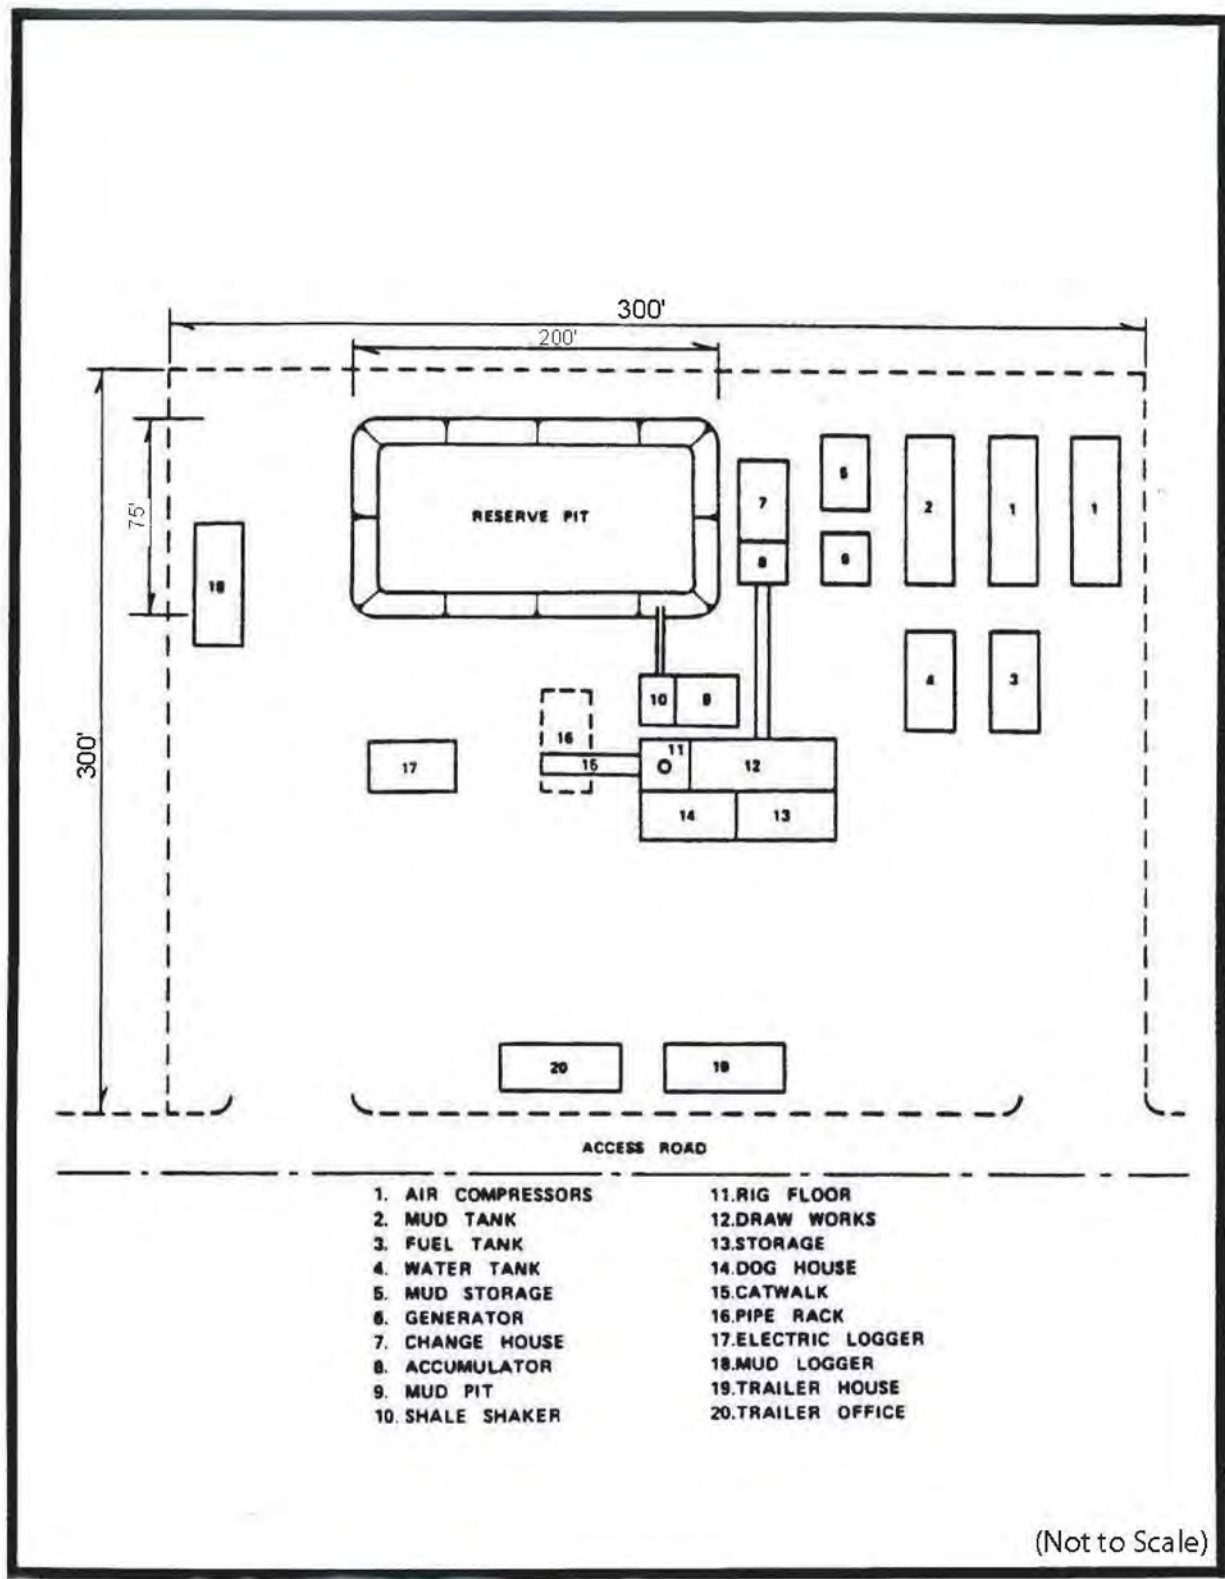 300'
200'
75'
300'
RESERVE PIT
7
8
5
6
2
1
1
4
3
18
10
9
16
15
11
12
14
13
17
20
19
ACCESS ROAD
1. AIR COMPRESSORS
2. MUD TANK
3. FUEL TANK
4. WATER TANK
5. MUD STORAGE
6. GENERATOR
7. CHANGE HOUSE
8. ACCUMULATOR
9. MUD PIT
10. SHALE SHAKER
11.RIG FLOOR
12.DRAW WORKS
13.STORAGE
14.DOG HOUSE
15.CATWALK
16.PIPE RACK
17.ELECTRIC LOGGER
18.MUD LOGGER
19.TRAILER HOUSE
20.TRAILER OFFICE
(Not to Scale)